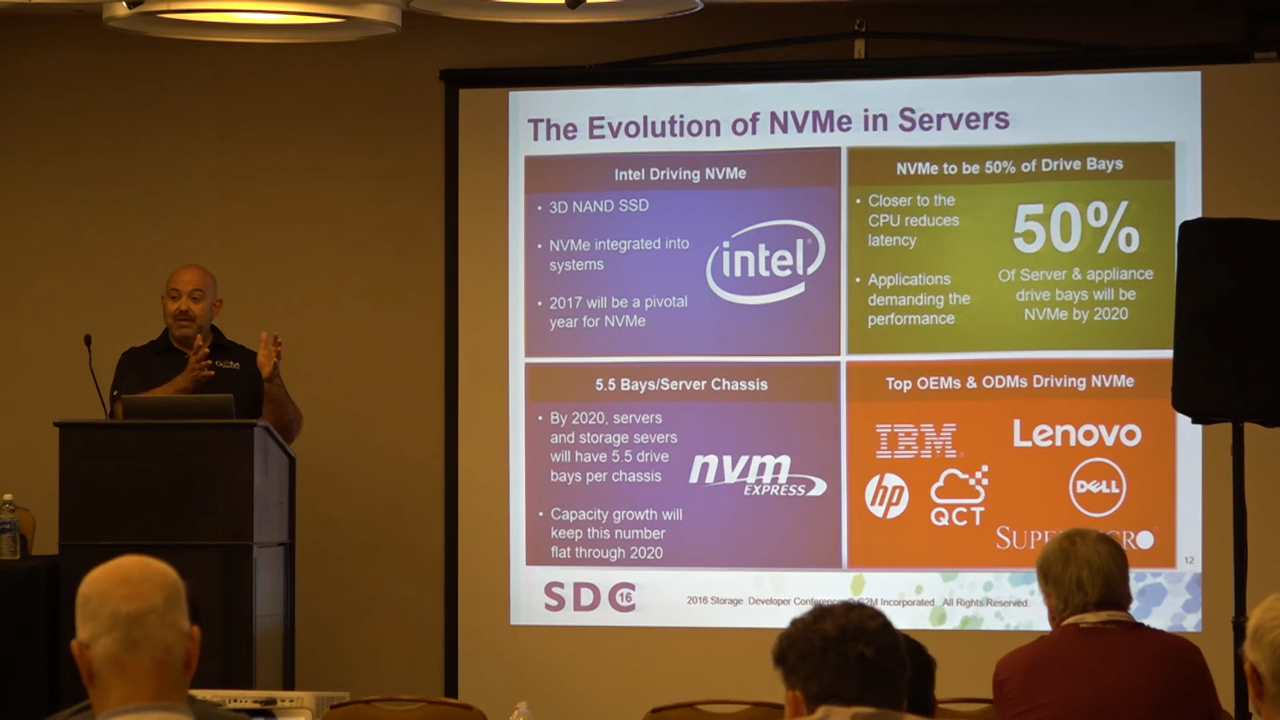 The Evolution of NVMe in Servers
Intel Driving NVMe
• 3D NAND SSD
• NVMe integrated into
systems
• 2017 will be a pivotal
year for NVMe
intel
NVMe to be 50% of Drive Bays
• Closer to the
CPU reduces
latency
• Applications
demanding the
performance
50%
Of Server & appliance
drive bays will be
NVMe by 2020
5.5 Bays/Server Chassis
• By 2020, servers
and storage severs
will have 5.5 drive
bays per chassis
• Capacity growth will
keep this number
flat through 2020
nvm
EXPRESS
Top OEMs & ODMs Driving NVMe
IBM
Lenovo
hp
QCT
DELL
12
SDC 16
2016 Storage Developer Conference. © G2M Incorporated All Rights Reserved.
G2M